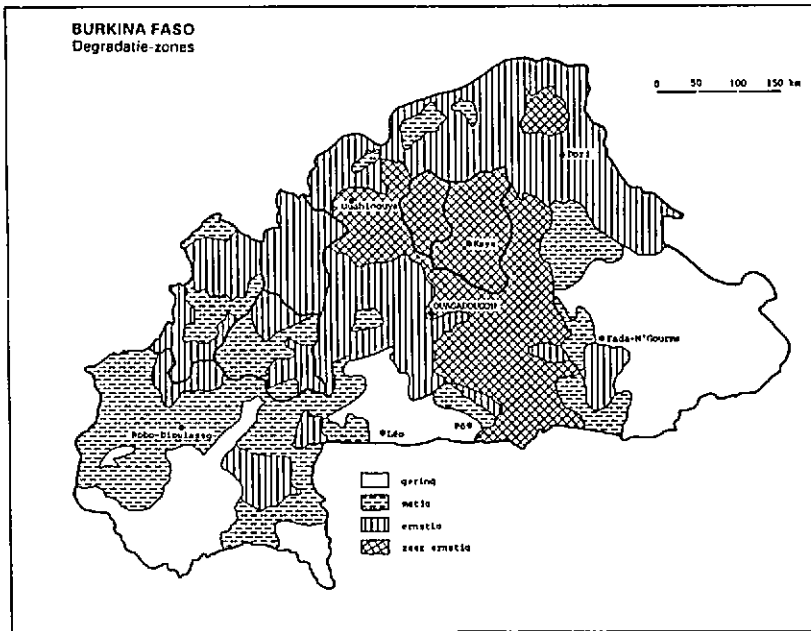 BURKINA FASO
Degradatie-zones
0 50 100 150 km
Dori
Ouahigouya
Kaya
OUAGADOUGOU
Fada-N'Gourma
Bobo-Dioulasso
Léo
Pô
gering
matig
ernstig
zeer ernstig